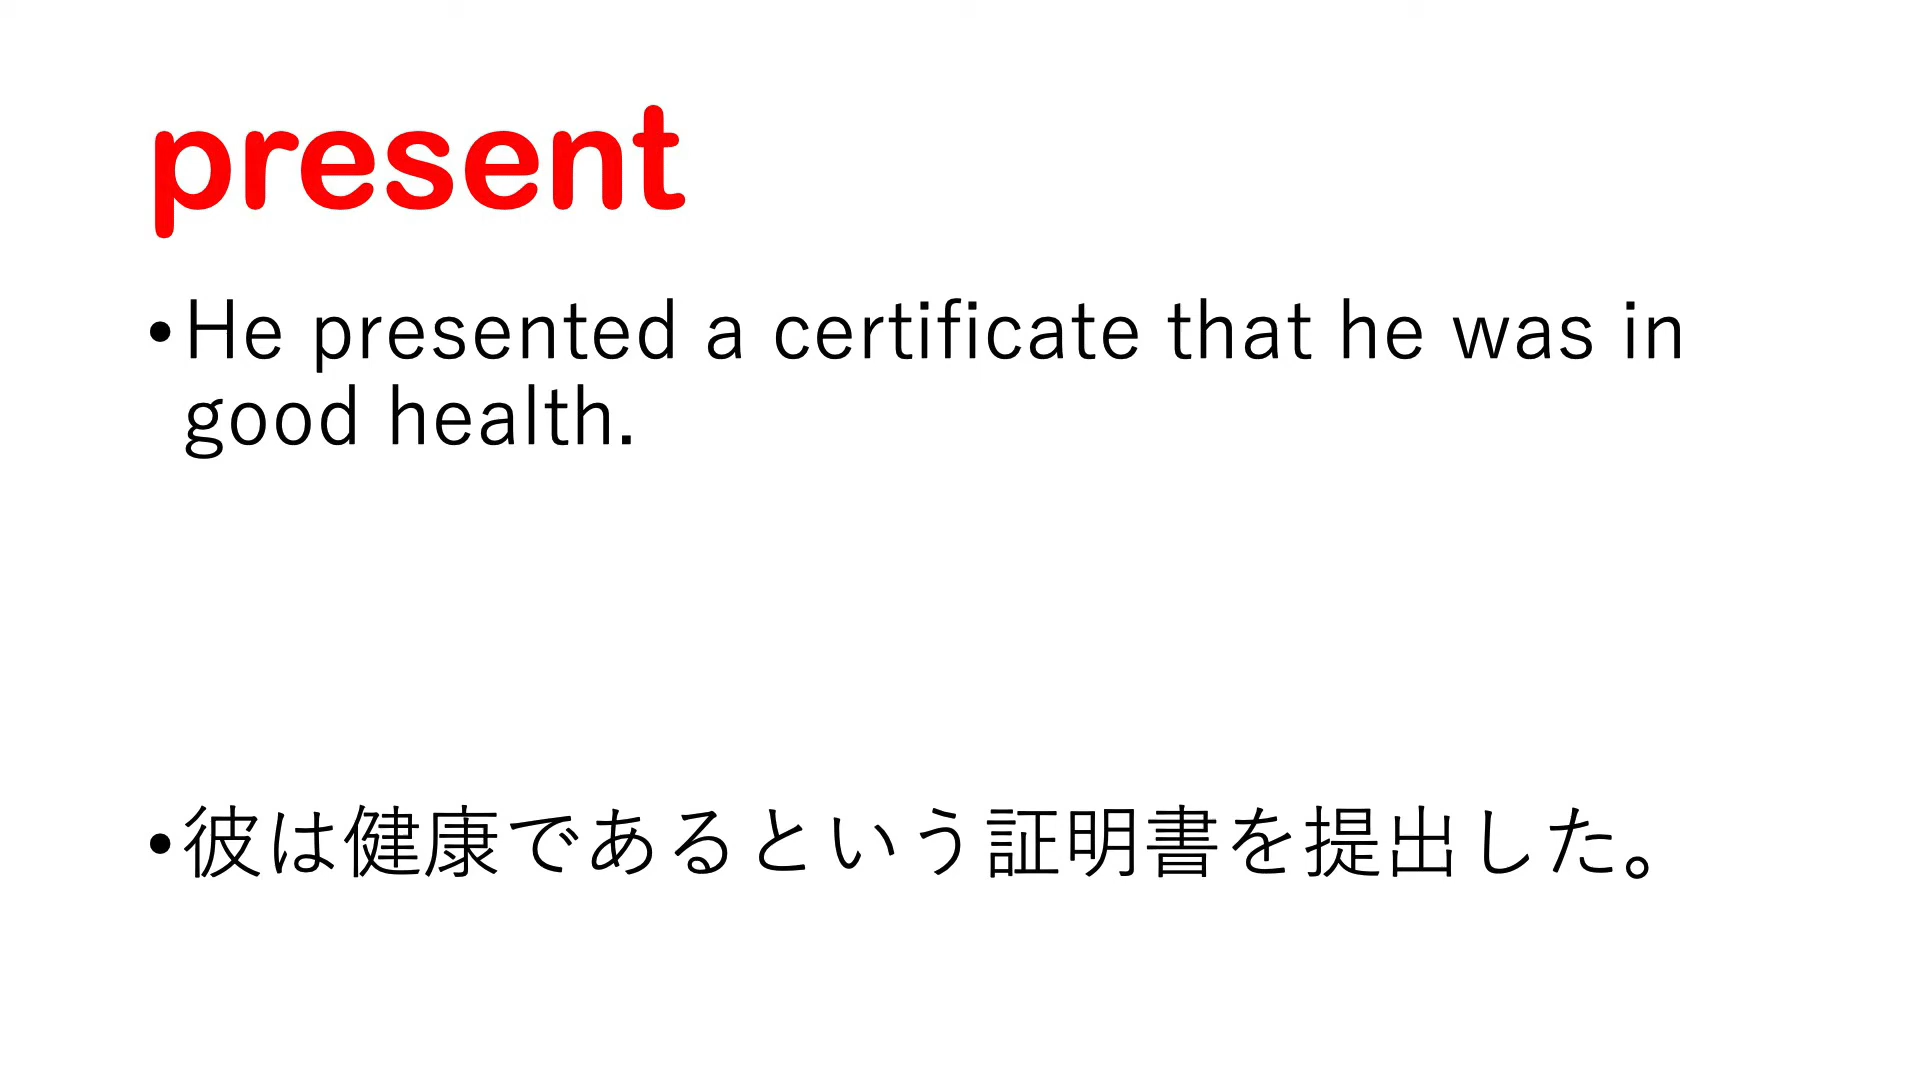 present
•He presented a certificate that he was in
good health.
•彼は健康であるという証明書を提出した。